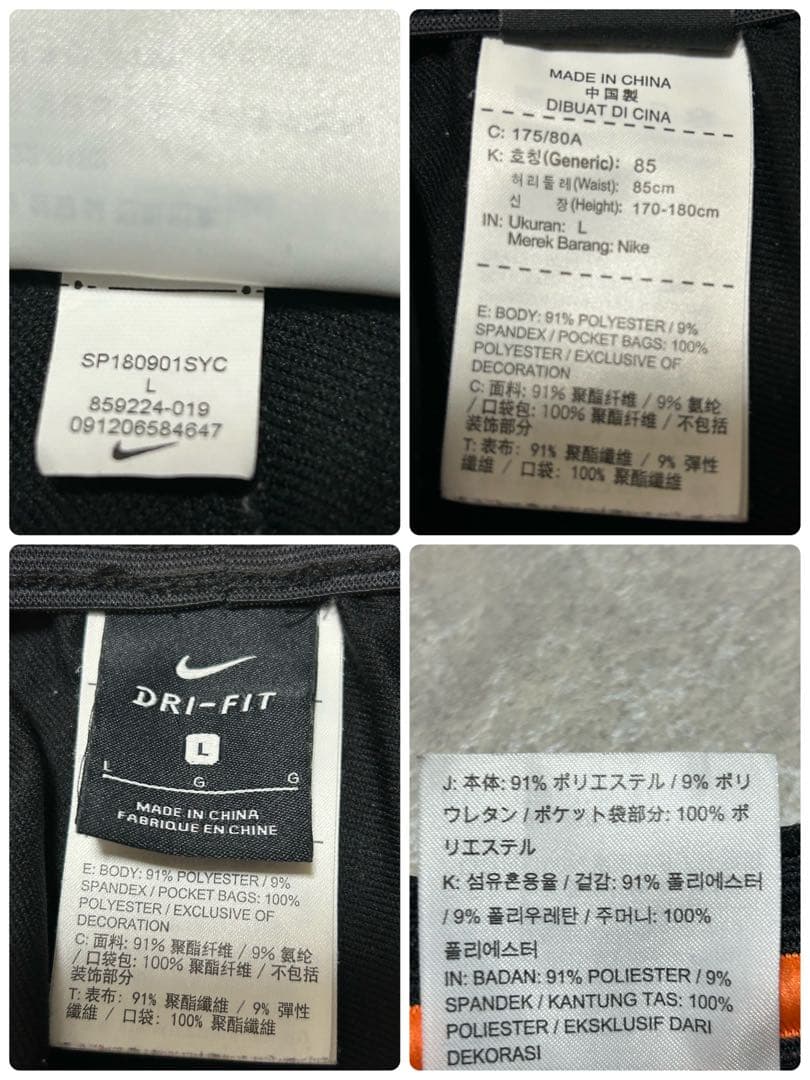 SP180901SYC
L
859224-019
091206584647
MADE IN CHINA
中国製
DIBUAT DI CINA
C: 175/80A
K: 호칭(Generic): 85
허리둘레(Waist): 85cm
신 장(Height): 170-180cm
IN: Ukuran: L
Merek Barang: Nike
E: BODY: 91% POLYESTER / 9%
SPANDEX / POCKET BAGS: 100%
POLYESTER / EXCLUSIVE OF
DECORATION
C: 面料: 91% 聚酯纤维 / 9% 氨纶
/ 口袋包: 100% 聚酯纤维 / 不包括
装饰部分
T: 表布: 91% 聚酯纖維 / 9% 彈性
纖維 / 口袋: 100% 聚酯纖維
DRI-FIT
L
L G G
MADE IN CHINA
FABRIQUE EN CHINE
E: BODY: 91% POLYESTER / 9%
SPANDEX / POCKET BAGS: 100%
POLYESTER / EXCLUSIVE OF
DECORATION
C: 面料: 91% 聚酯纤维 / 9% 氨纶
/ 口袋包: 100% 聚酯纤维 / 不包括
装饰部分
T: 表布: 91% 聚酯纖維 / 9% 彈性
纖維 / 口袋: 100% 聚酯纖維
J: 本体: 91% ポリエステル / 9% ポリ
ウレタン / ポケット袋部分: 100% ポ
リエステル
K: 섬유혼용율 / 겉감: 91% 폴리에스터
/ 9% 폴리우레탄 / 주머니: 100%
폴리에스터
IN: BADAN: 91% POLIESTER / 9%
SPANDEK / KANTUNG TAS: 100%
POLIESTER / EKSKLUSIF DARI
DEKORASI